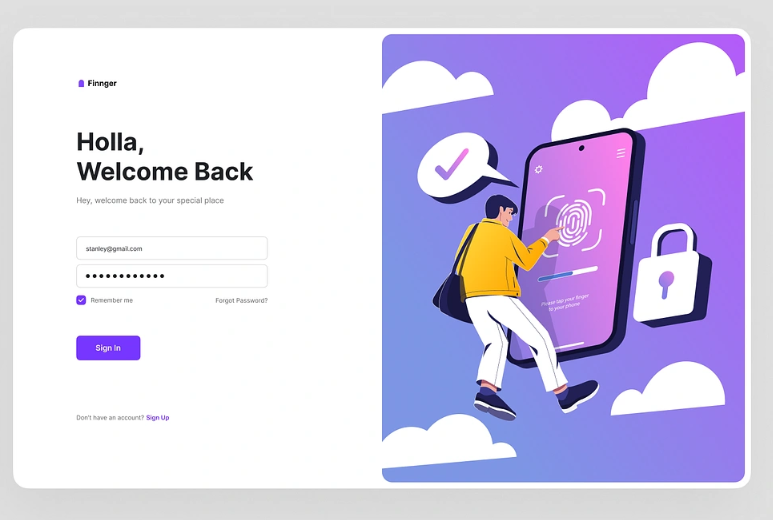 Finnger
Holla,
Welcome Back
Hey, welcome back to your special place
stanley@gmail.com
Remember me
Forgot Password?
Sign In
Don't have an account? Sign Up
Please tap your finger
to your phone